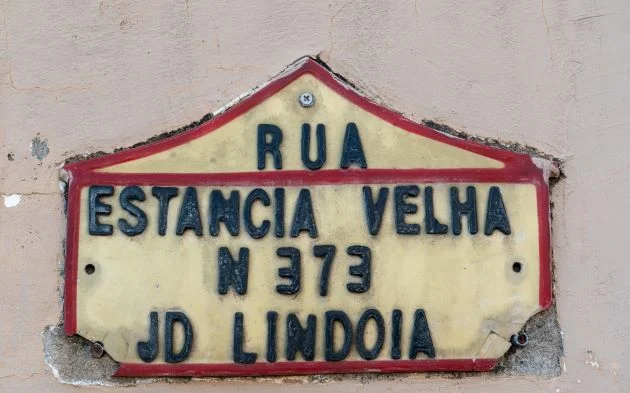 RUA
ESTANCIA VELHA
N 373
JD LINDOIA